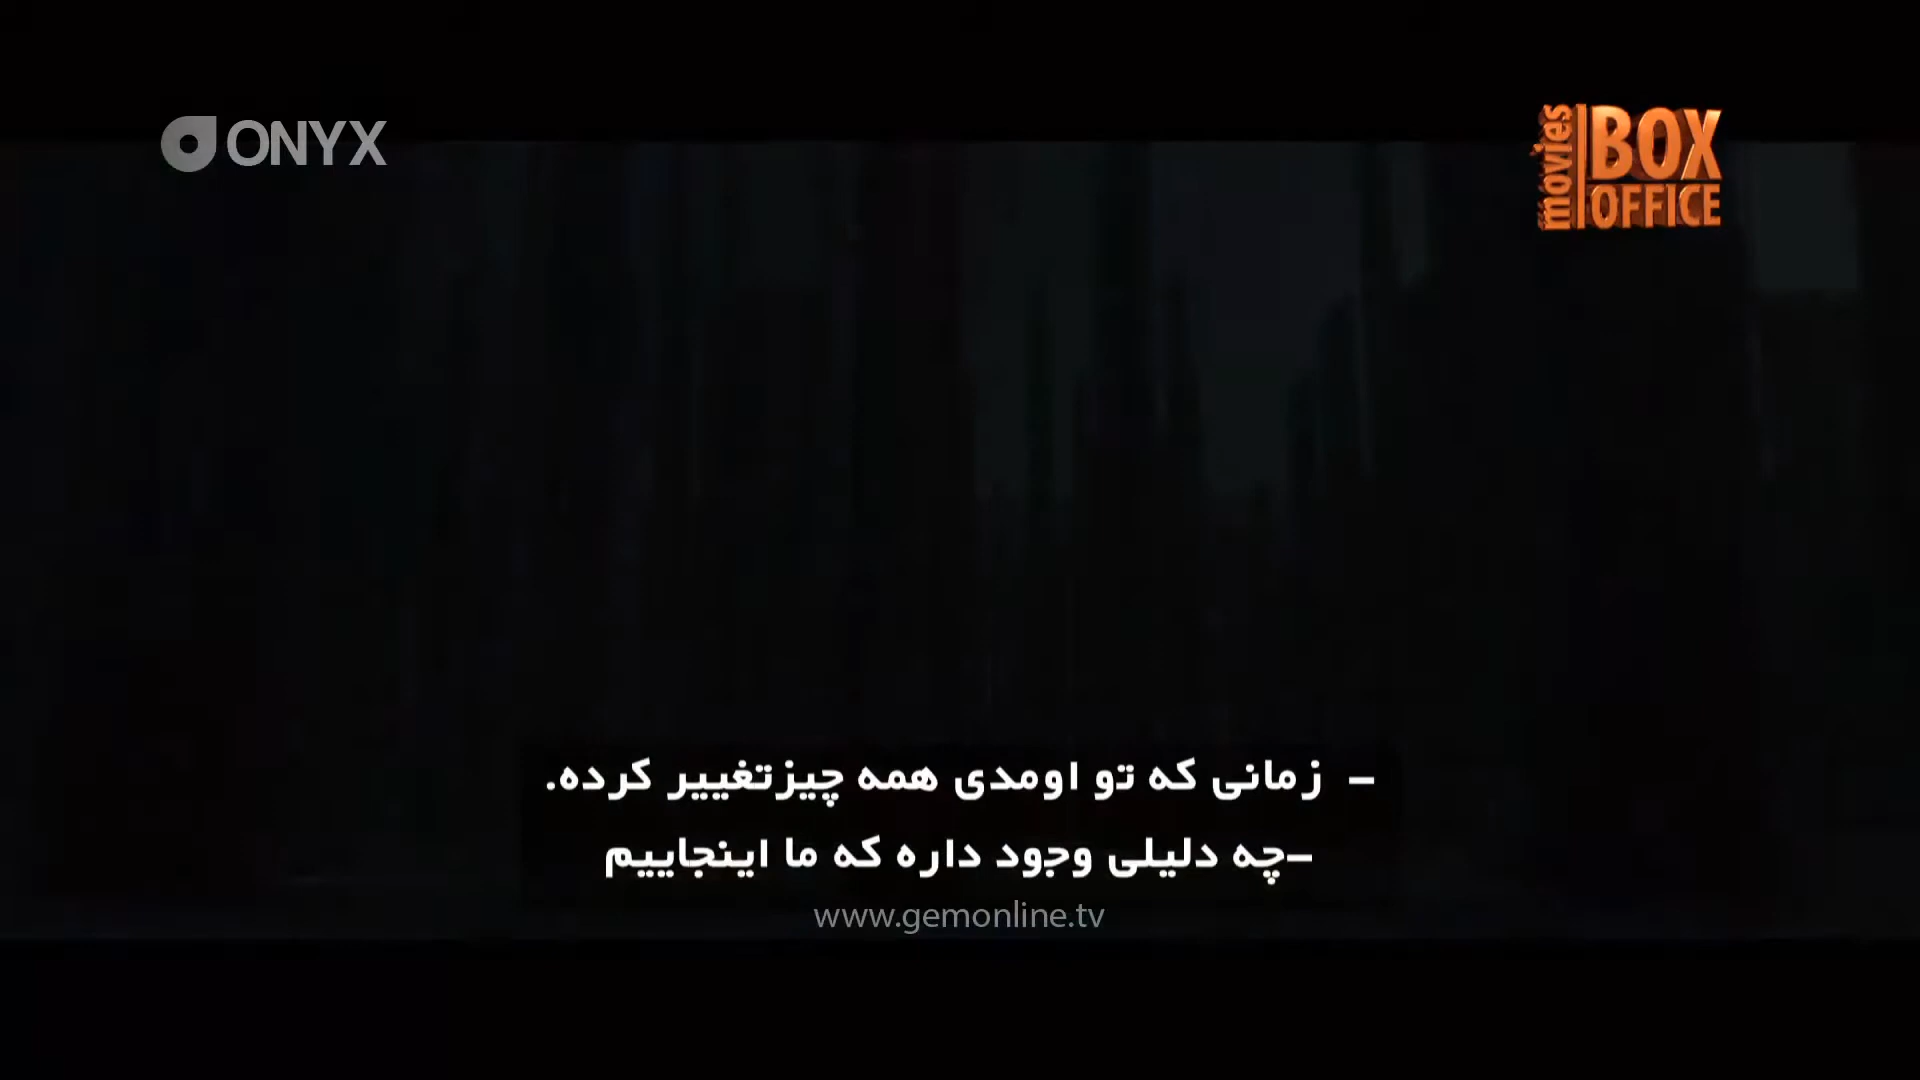 ONYX
movies
BOX
OFFICE
- زمانی که تو اومدی همه چیزتغییر کرده.
-چه دلیلی وجود داره که ما اینجاییم
www.gemonline.tv